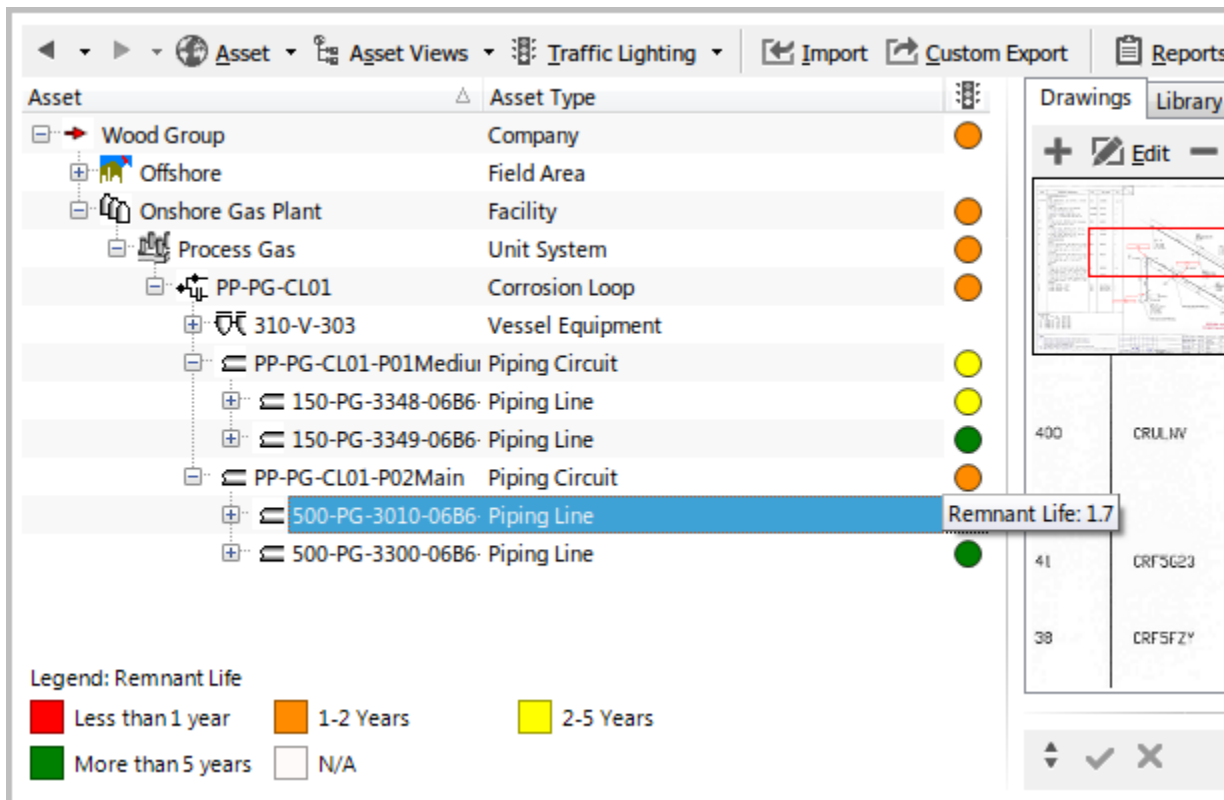 Asset Asset Views Traffic Lighting Import Custom Export Reports
Asset Asset Type
Drawings Library
Edit
Wood Group Company
Offshore Field Area
Onshore Gas Plant Facility
Process Gas Unit System
PP-PG-CL01 Corrosion Loop
310-V-303 Vessel Equipment
PP-PG-CL01-P01Mediu Piping Circuit
150-PG-3348-06B6- Piping Line
150-PG-3349-06B6- Piping Line
PP-PG-CL01-P02Main Piping Circuit
500-PG-3010-06B6- Piping Line
Remnant Life: 1.7
500-PG-3300-06B6- Piping Line
400 CRULNV
41 CRF5G23
38 CRF5FZY
Legend: Remnant Life
Less than 1 year 1-2 Years 2-5 Years
More than 5 years N/A